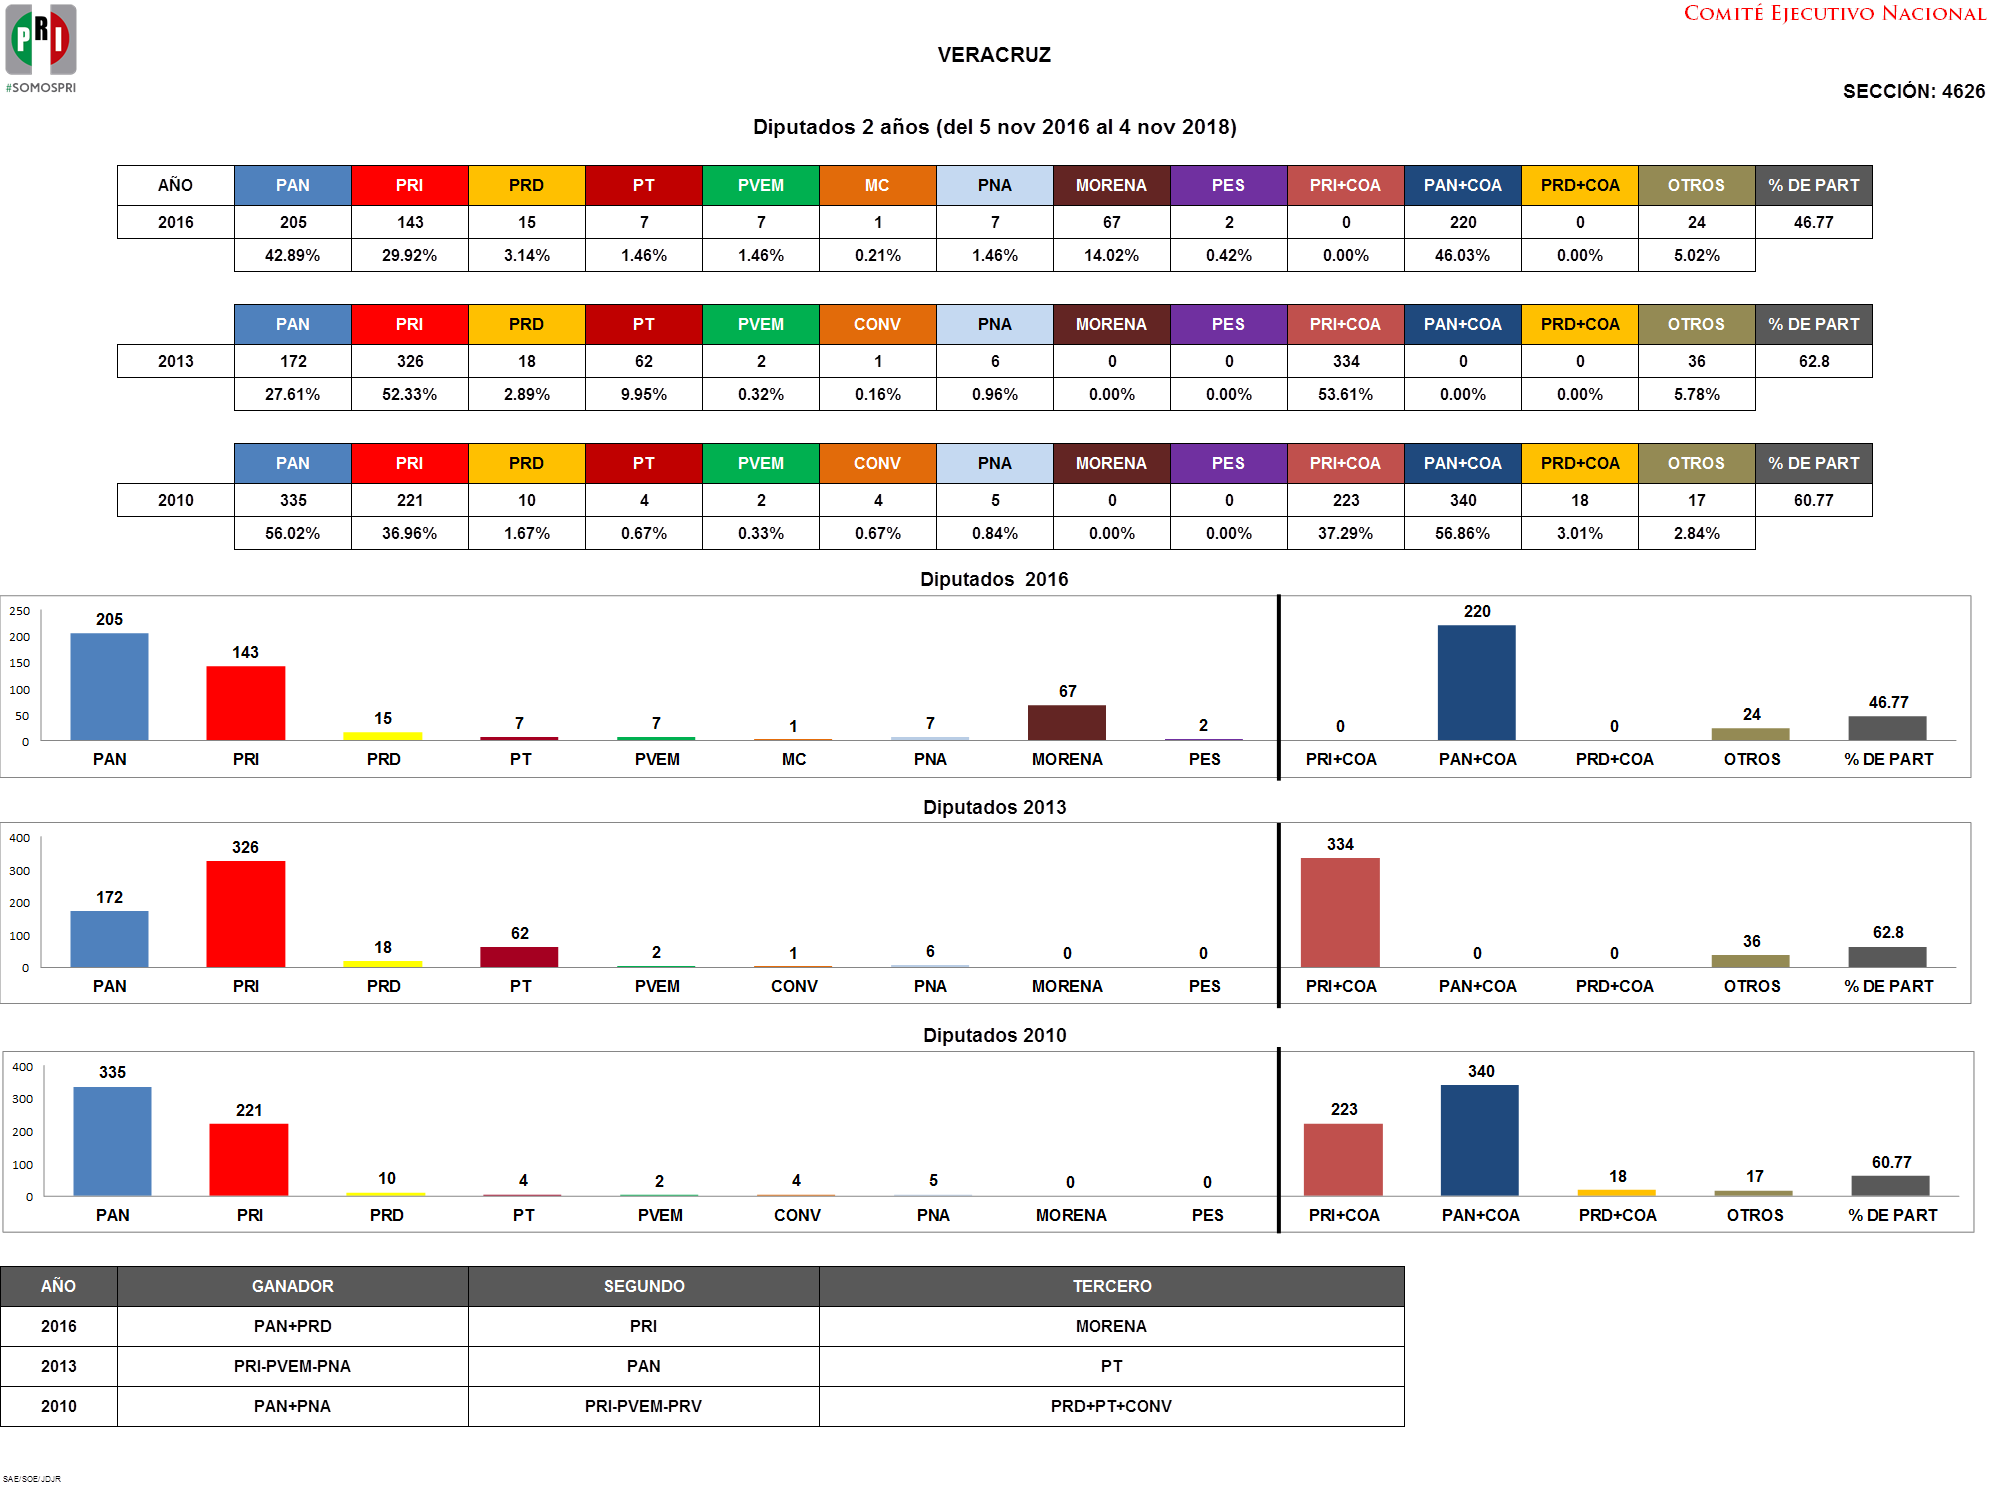 PRI
#SOMOSPRI
COMITÉ EJECUTIVO NACIONAL
VERACRUZ
SECCIÓN: 4626
Diputados 2 años (del 5 nov 2016 al 4 nov 2018)
AÑO PAN PRI PRD PT PVEM MC PNA MORENA PES PRI+COA PAN+COA PRD+COA OTROS % DE PART
2016 205 143 15 7 7 1 7 67 2 0 220 0 24 46.77
42.89% 29.92% 3.14% 1.46% 1.46% 0.21% 1.46% 14.02% 0.42% 0.00% 46.03% 0.00% 5.02%
PAN PRI PRD PT PVEM CONV PNA MORENA PES PRI+COA PAN+COA PRD+COA OTROS % DE PART
2013 172 326 18 62 2 1 6 0 0 334 0 0 36 62.8
27.61% 52.33% 2.89% 9.95% 0.32% 0.16% 0.96% 0.00% 0.00% 53.61% 0.00% 0.00% 5.78%
PAN PRI PRD PT PVEM CONV PNA MORENA PES PRI+COA PAN+COA PRD+COA OTROS % DE PART
2010 335 221 10 4 2 4 5 0 0 223 340 18 17 60.77
56.02% 36.96% 1.67% 0.67% 0.33% 0.67% 0.84% 0.00% 0.00% 37.29% 56.86% 3.01% 2.84%
Diputados 2016
250
200
150
100
50
0
205 143 15 7 7 1 7 67 2 0 220 0 24 46.77
PAN PRI PRD PT PVEM MC PNA MORENA PES PRI+COA PAN+COA PRD+COA OTROS % DE PART
Diputados 2013
400
300
200
100
0
172 326 18 62 2 1 6 0 0 334 0 0 36 62.8
PAN PRI PRD PT PVEM CONV PNA MORENA PES PRI+COA PAN+COA PRD+COA OTROS % DE PART
Diputados 2010
400
300
200
100
0
335 221 10 4 2 4 5 0 0 223 340 18 17 60.77
PAN PRI PRD PT PVEM CONV PNA MORENA PES PRI+COA PAN+COA PRD+COA OTROS % DE PART
AÑO GANADOR SEGUNDO TERCERO
2016 PAN+PRD PRI MORENA
2013 PRI-PVEM-PNA PAN PT
2010 PAN+PNA PRI-PVEM-PRV PRD+PT+CONV
SAE/SOE/JDJR